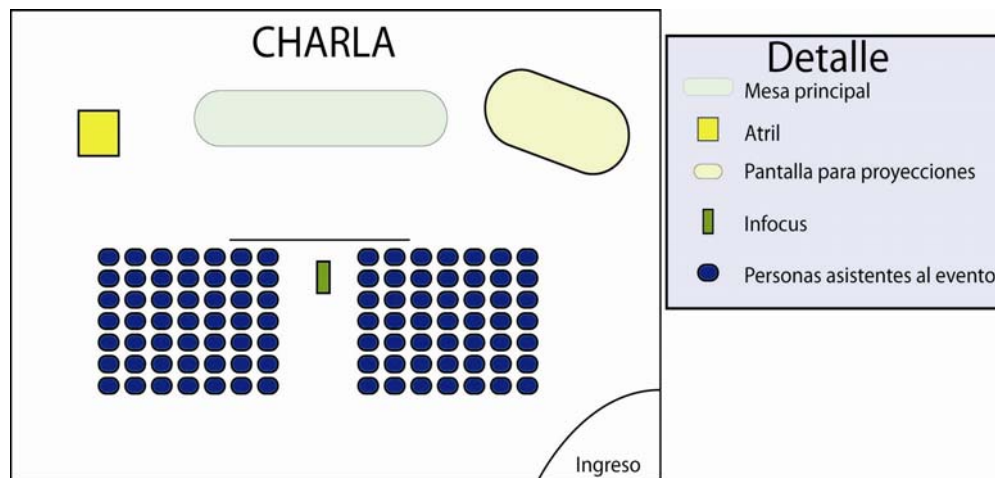 CHARLA
Ingreso
Detalle
Mesa principal
Atril
Pantalla para proyecciones
Infocus
Personas asistentes al evento